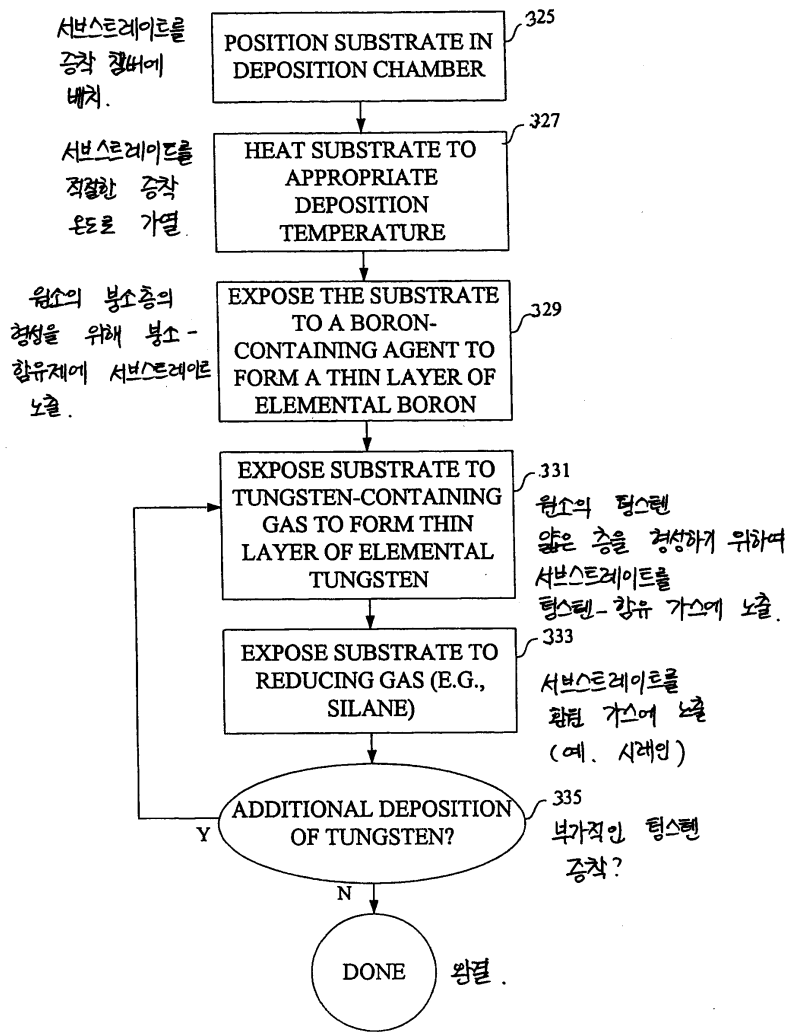 서브스트레이트를
증착 챔버에
배치.
325
POSITION SUBSTRATE IN
DEPOSITION CHAMBER
서브스트레이트를
적절한 증착
온도로 가열.
327
HEAT SUBSTRATE TO
APPROPRIATE
DEPOSITION
TEMPERATURE
원소의 붕소층의
형성을 위해 붕소-
함유제에 서브스트레이트
노출.
329
EXPOSE THE SUBSTRATE
TO A BORON-
CONTAINING AGENT TO
FORM A THIN LAYER OF
ELEMENTAL BORON
EXPOSE SUBSTRATE TO
TUNGSTEN-CONTAINING
GAS TO FORM THIN
LAYER OF ELEMENTAL
TUNGSTEN
331
원소의 텅스텐
얇은 층을 형성하기 위하여
서브스트레이트를
텅스텐-함유 가스에 노출.
EXPOSE SUBSTRATE TO
REDUCING GAS (E.G.,
SILANE)
333
서브스트레이트를
환원 가스에 노출
(예. 시레인)
ADDITIONAL DEPOSITION
OF TUNGSTEN?
335
부가적인 텅스텐
증착?
Y
N
DONE
완결.